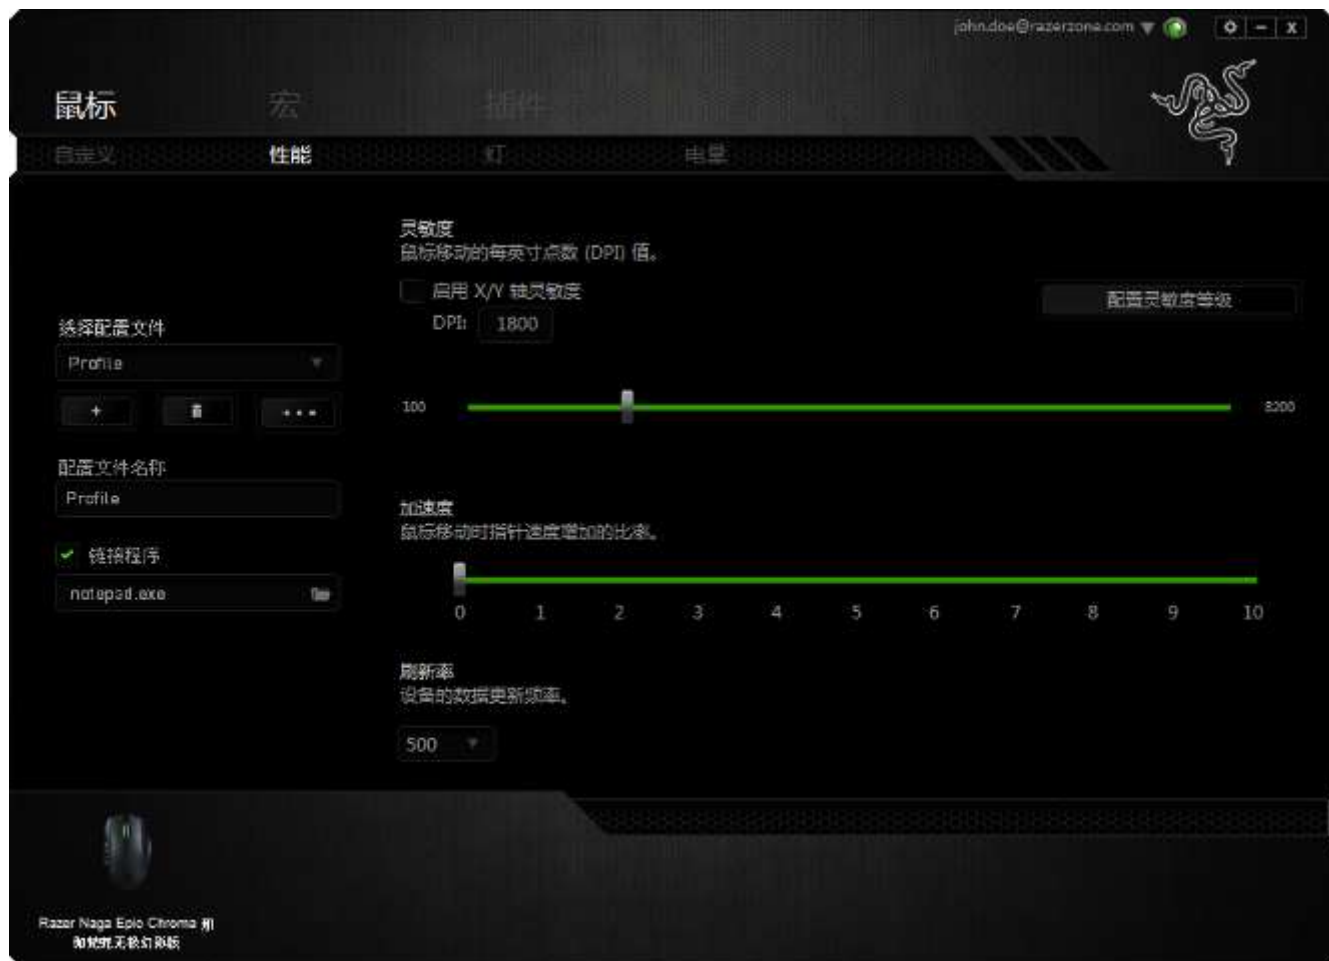 john.doe@razerzone.com
鼠标 宏 插件
自定义 性能 灯 电量
灵敏度
鼠标移动的每英寸点数 (DPI) 值。
启用 X/Y 轴灵敏度
配置灵敏度等级
DPI: 1800
选择配置文件
Profile
100 8200
配置文件名称
Profile
加速度
鼠标移动时指针速度增加的比率。
链接程序
notepad.exe
0 1 2 3 4 5 6 7 8 9 10
刷新率
设备的数据更新频率。
500
Razer Naga Epic Chroma